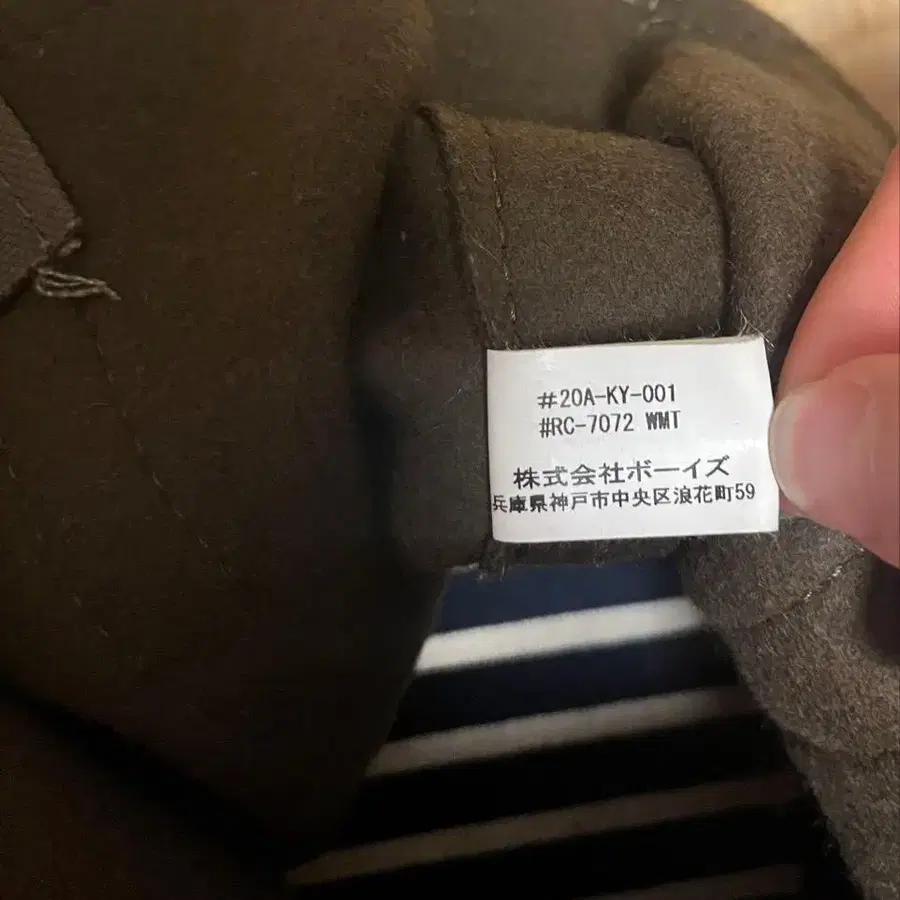 #20A-KY-001
#RC-7072 WMT
株式会社ボーイズ
兵庫県神戸市中央区浪花町59